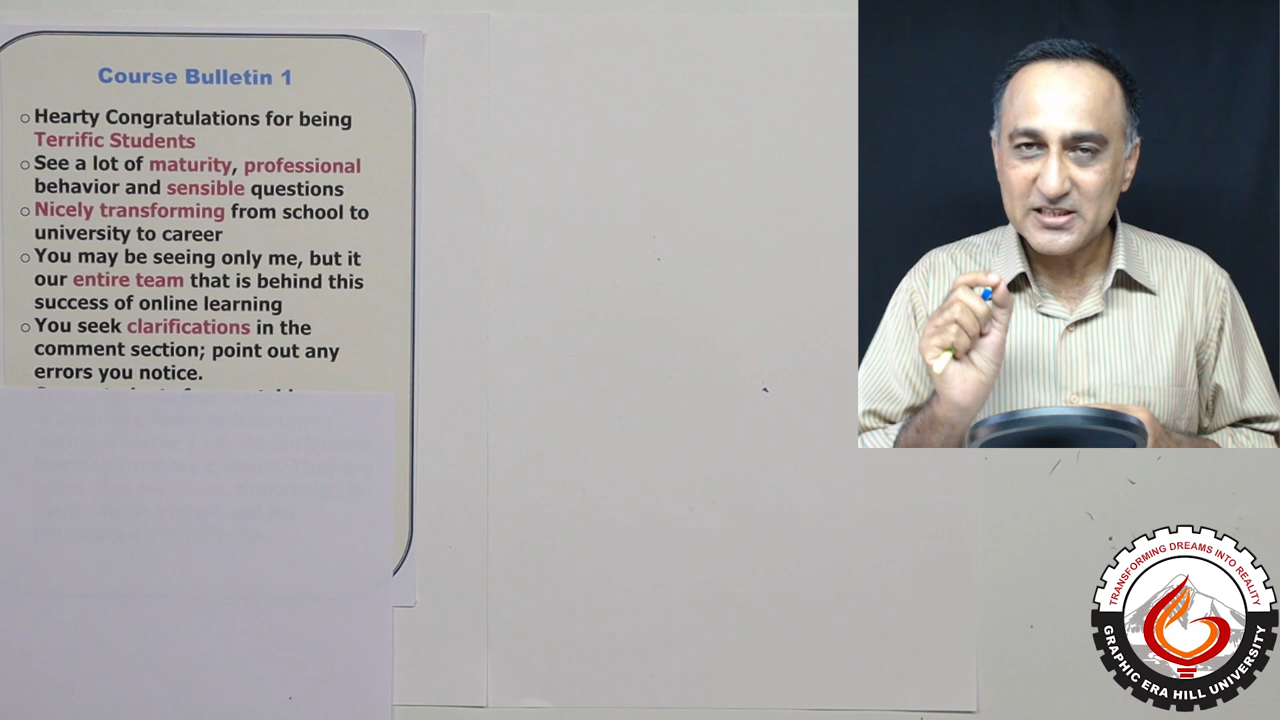 Course Bulletin 1
○ Hearty Congratulations for being
Terrific Students
○ See a lot of maturity, professional
behavior and sensible questions
○ Nicely transforming from school to
university to career
○ You may be seeing only me, but it
our entire team that is behind this
success of online learning
○ You seek clarifications in the
comment section; point out any
errors you notice.
TRANSFORMING DREAMS INTO REALITY
GRAPHIC ERA HILL UNIVERSITY